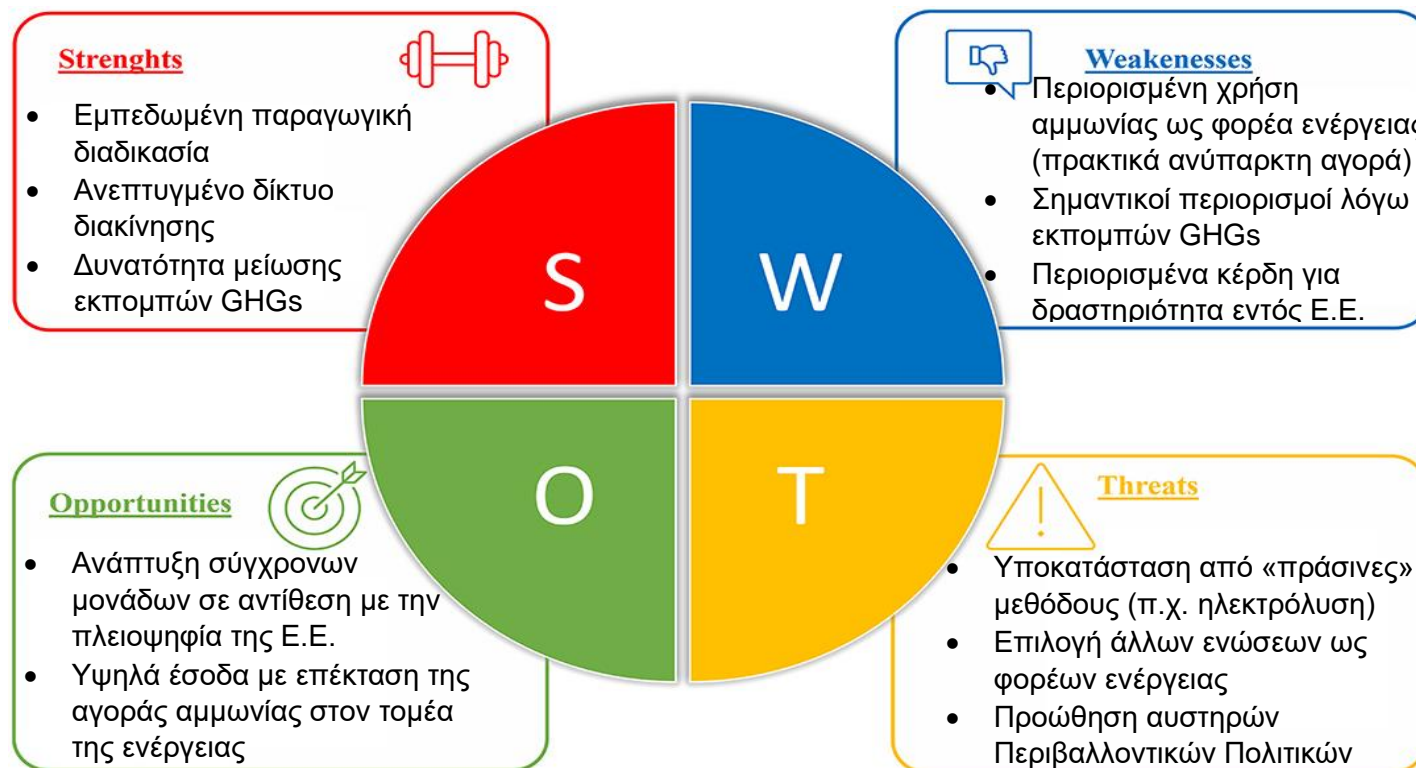 Strenghts
• Εμπεδωμένη παραγωγική
διαδικασία
• Ανεπτυγμένο δίκτυο
διακίνησης
• Δυνατότητα μείωσης
εκπομπών GHGs
Weakenesses
• Περιορισμένη χρήση
αμμωνίας ως φορέα ενέργειας
(πρακτικά ανύπαρκτη αγορά)
• Σημαντικοί περιορισμοί λόγω
εκπομπών GHGs
• Περιορισμένα κέρδη για
δραστηριότητα εντός Ε.Ε.
S
W
O
T
Opportunities
• Ανάπτυξη σύγχρονων
μονάδων σε αντίθεση με την
πλειοψηφία της Ε.Ε.
• Υψηλά έσοδα με επέκταση της
αγοράς αμμωνίας στον τομέα
της ενέργειας
Threats
• Υποκατάσταση από «πράσινες»
μεθόδους (π.χ. ηλεκτρόλυση)
• Επιλογή άλλων ενώσεων ως
φορέων ενέργειας
• Προώθηση αυστηρών
Περιβαλλοντικών Πολιτικών